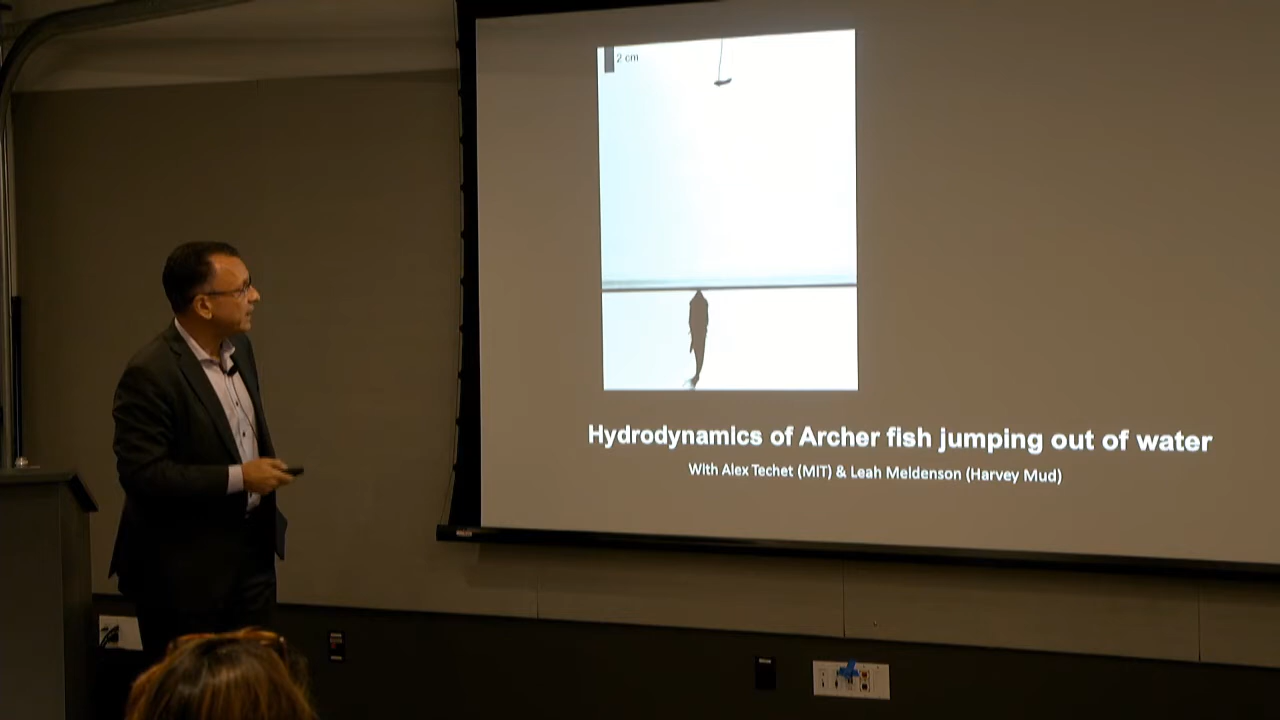 2 cm
Hydrodynamics of Archer fish jumping out of water
With Alex Techet (MIT) & Leah Meldenson (Harvey Mud)